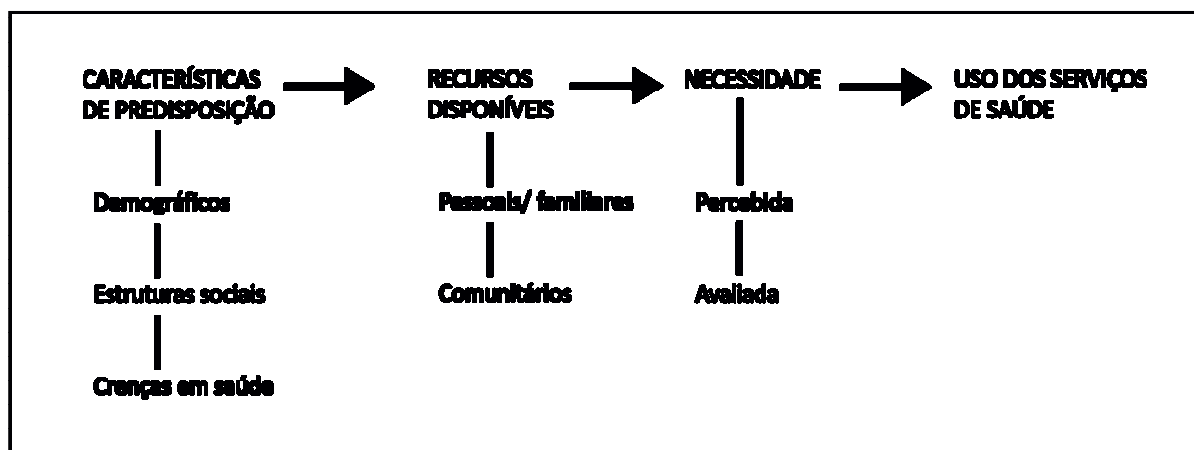 CARACTERÍSTICAS
DE PREDISPOSIÇÃO
Demográficos
Estruturas sociais
Crenças em saúde
RECURSOS
DISPONÍVEIS
Pessoais/ familiares
Comunitários
NECESSIDADE
Percebida
Avaliada
USO DOS SERVIÇOS
DE SAÚDE